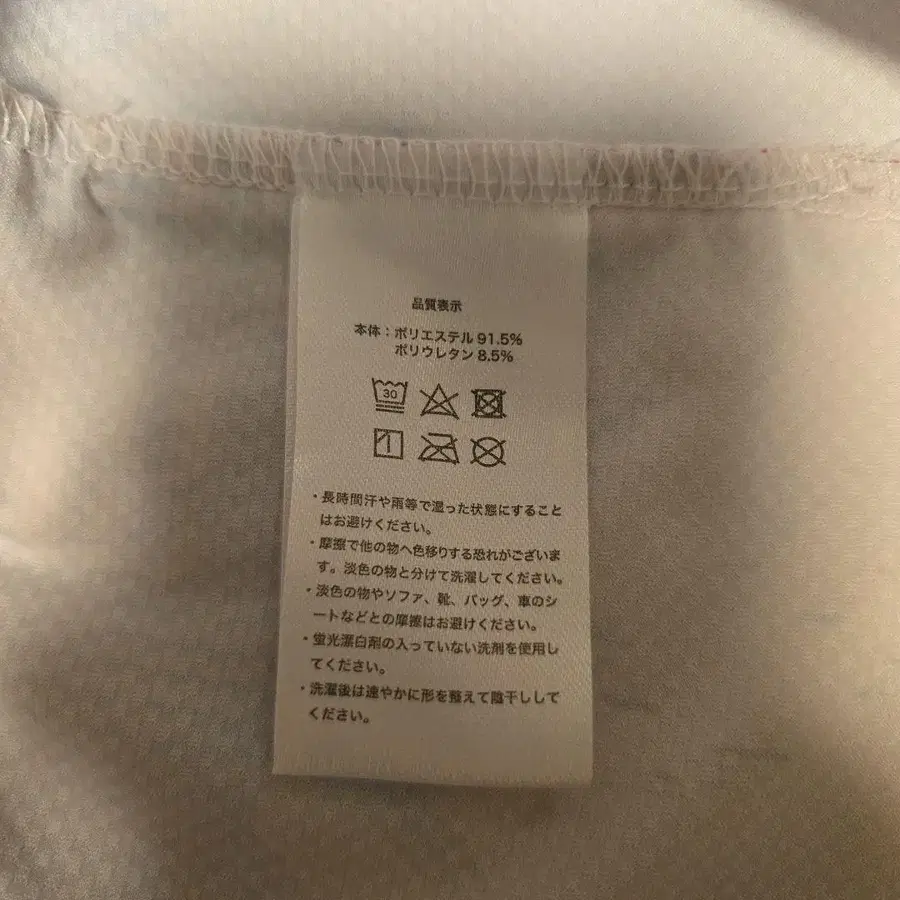 品質表示
本体：ポリエステル 91.5%
ポリウレタン 8.5%
30
・長時間汗や雨等で湿った状態にすること
はお避けください。
・摩擦で他の物へ色移りする恐れがございま
す。淡色の物と分けて洗濯してください。
・淡色の物やソファ、靴、バッグ、車のシ
ートなどとの摩擦はお避けください。
・蛍光漂白剤の入っていない洗剤を使用し
てください。
・洗濯後は速やかに形を整えて陰干しして
ください。